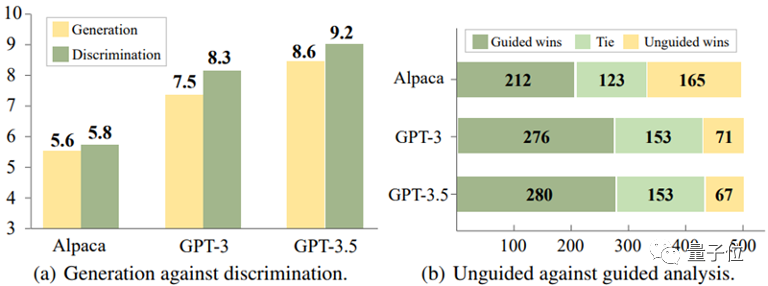 10
9
8
7
6
5
4
3
Generation
Discrimination
5.6
5.8
7.5
8.3
8.6
9.2
Alpaca
GPT-3
GPT-3.5
(a) Generation against discrimination.
Guided wins
Tie
Unguided wins
Alpaca
212
123
165
GPT-3
276
153
71
GPT-3.5
280
153
67
100
200
300
400
500
量子位
(b) Unguided against guided analysis.